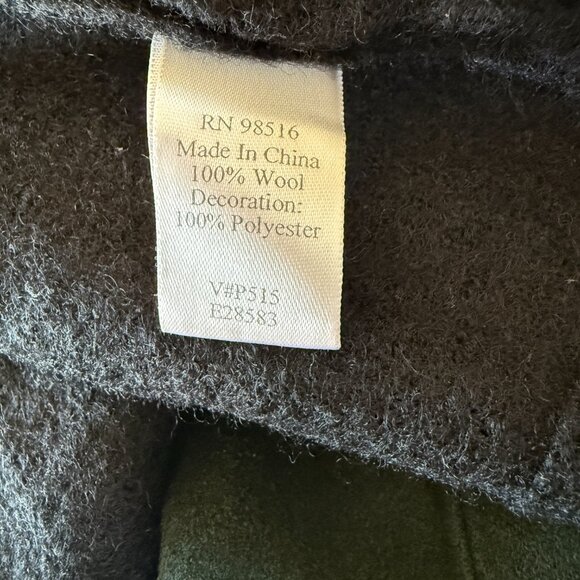 RN 98516
Made In China
100% Wool
Decoration:
100% Polyester
V#P515
E28583